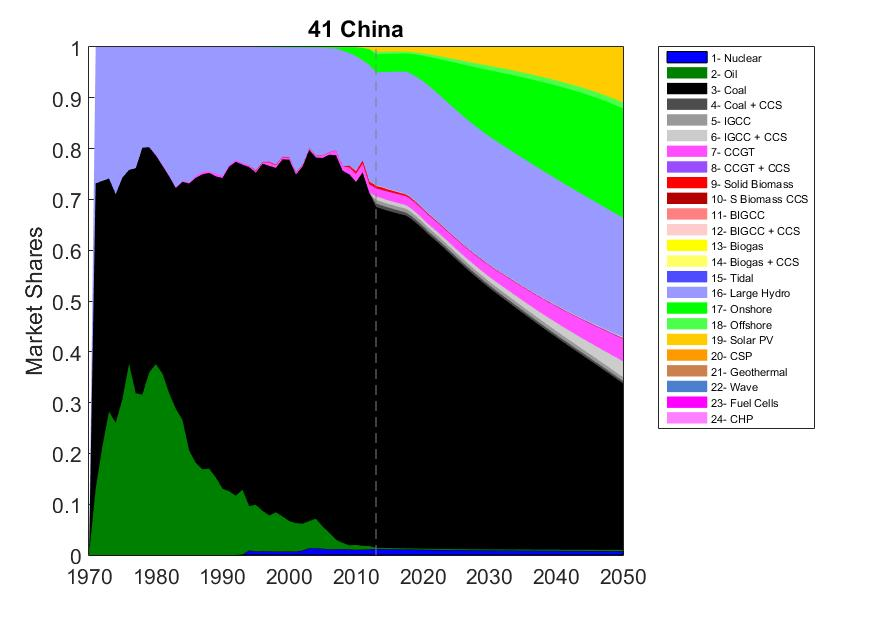 41 China
Market Shares
1
0.9
0.8
0.7
0.6
0.5
0.4
0.3
0.2
0.1
0
1970 1980 1990 2000 2010 2020 2030 2040 2050
1- Nuclear
2- Oil
3- Coal
4- Coal + CCS
5- IGCC
6- IGCC + CCS
7- CCGT
8- CCGT + CCS
9- Solid Biomass
10- S Biomass CCS
11- BIGCC
12- BIGCC + CCS
13- Biogas
14- Biogas + CCS
15- Tidal
16- Large Hydro
17- Onshore
18- Offshore
19- Solar PV
20- CSP
21- Geothermal
22- Wave
23- Fuel Cells
24- CHP